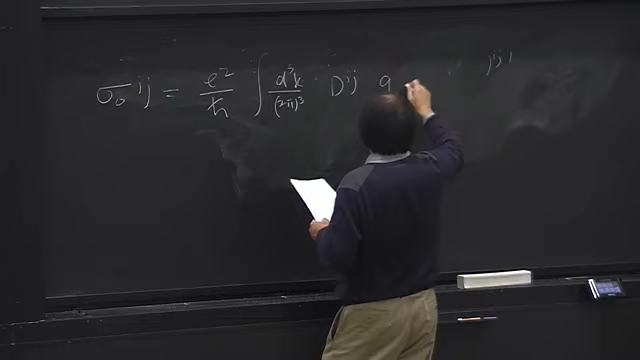 σ₀ ij = e²/ħ ∫ d³k/(2π)³ Dij g